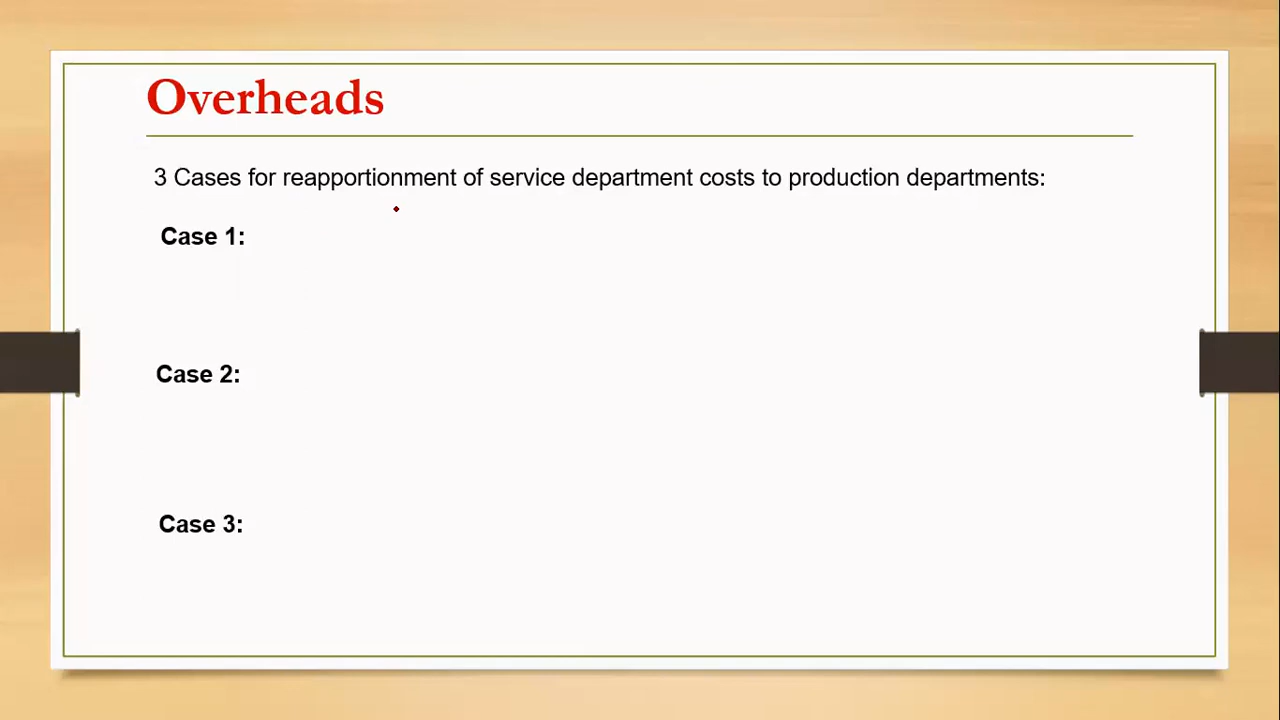 Overheads
3 Cases for reapportionment of service department costs to production departments:
Case 1:
Case 2:
Case 3: